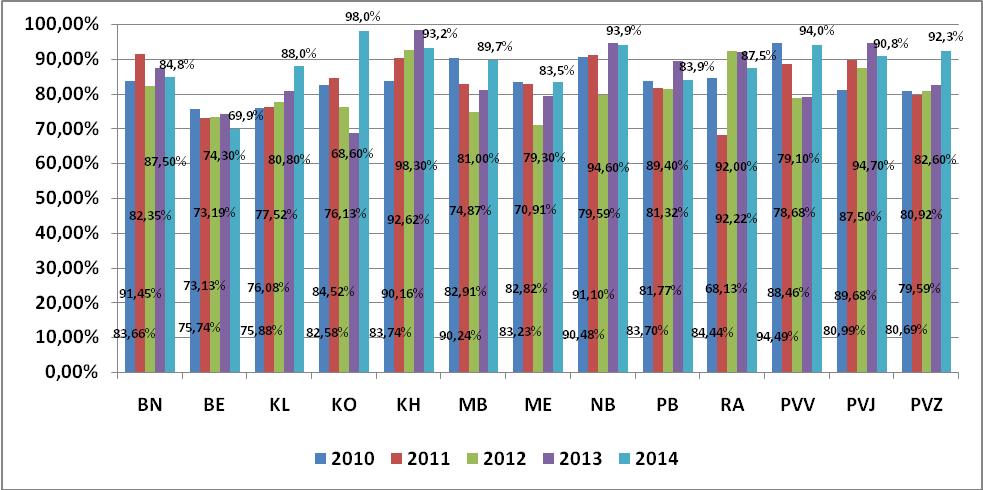 100,00%
90,00%
80,00%
70,00%
60,00%
50,00%
40,00%
30,00%
20,00%
10,00%
0,00%
98,0%
84,8% 88,0% 93,2% 89,7% 83,5% 93,9% 83,9% 87,5% 94,0% 90,8% 92,3%
69,9%
87,50% 74,30% 80,80% 68,60% 98,30% 81,00% 79,30% 94,60% 89,40% 92,00% 79,10% 94,70% 82,60%
82,35% 73,19% 77,52% 76,13% 92,62% 74,87% 70,91% 79,59% 81,32% 92,22% 78,68% 87,50% 80,92%
91,45% 73,13% 76,08% 84,52% 90,16% 82,91% 82,82% 91,10% 81,77% 68,13% 88,46% 89,68% 79,59%
83,66% 75,74% 75,88% 82,58% 83,74% 90,24% 83,23% 90,48% 83,70% 84,44% 94,49% 80,99% 80,69%
BN BE KL KO KH MB ME NB PB RA PVV PVJ PVZ
2010 2011 2012 2013 2014